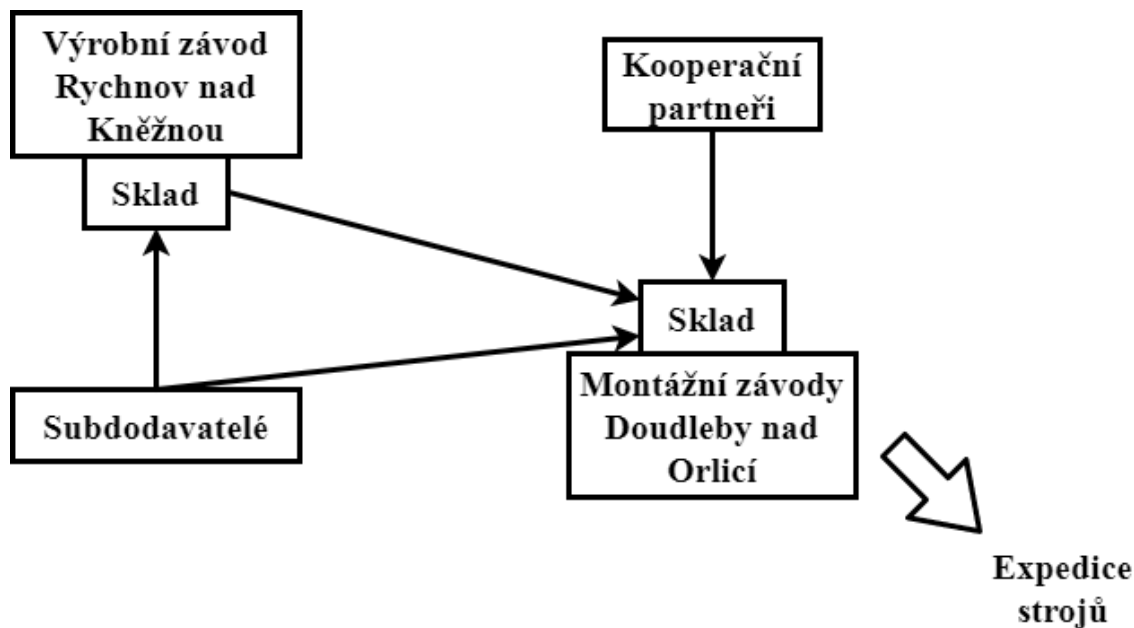 Výrobní závod
Rychnov nad
Kněžnou
Sklad
Kooperační
partneři
Sklad
Montážní závody
Doudleby nad
Orlicí
Subdodavatelé
Expedice
strojů